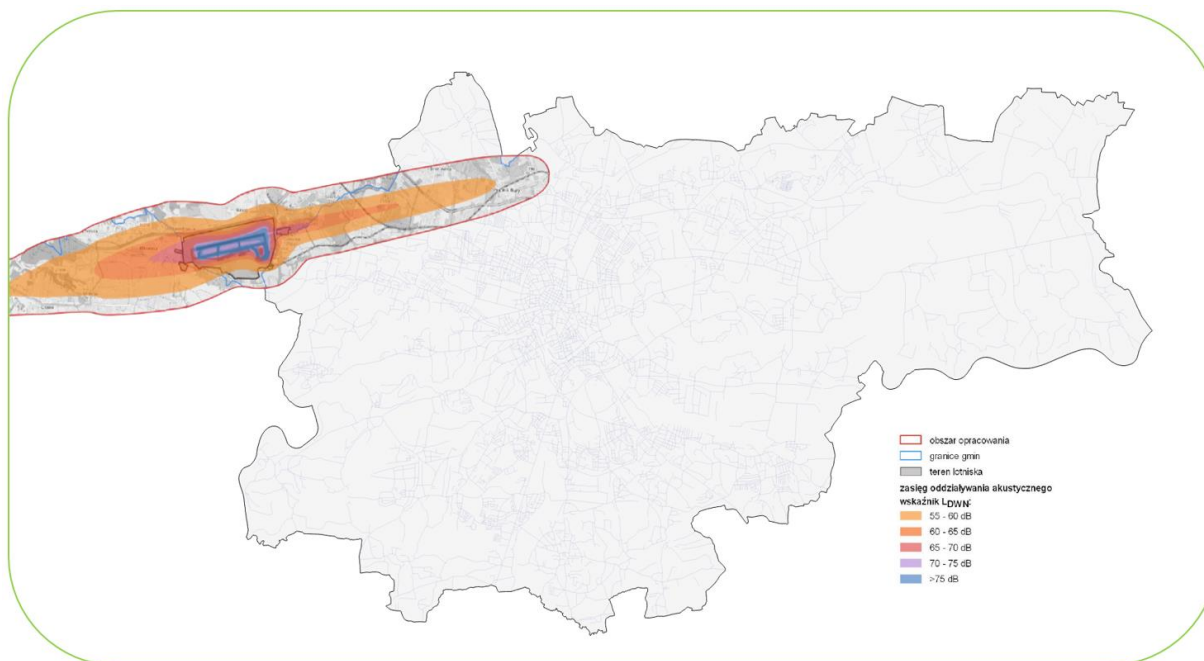 obszar opracowania
granice gmin
teren lotniska
zasięg oddziaływania akustycznego
wskaźnik LDWN:
55 - 60 dB
60 - 65 dB
65 - 70 dB
70 - 75 dB
>75 dB